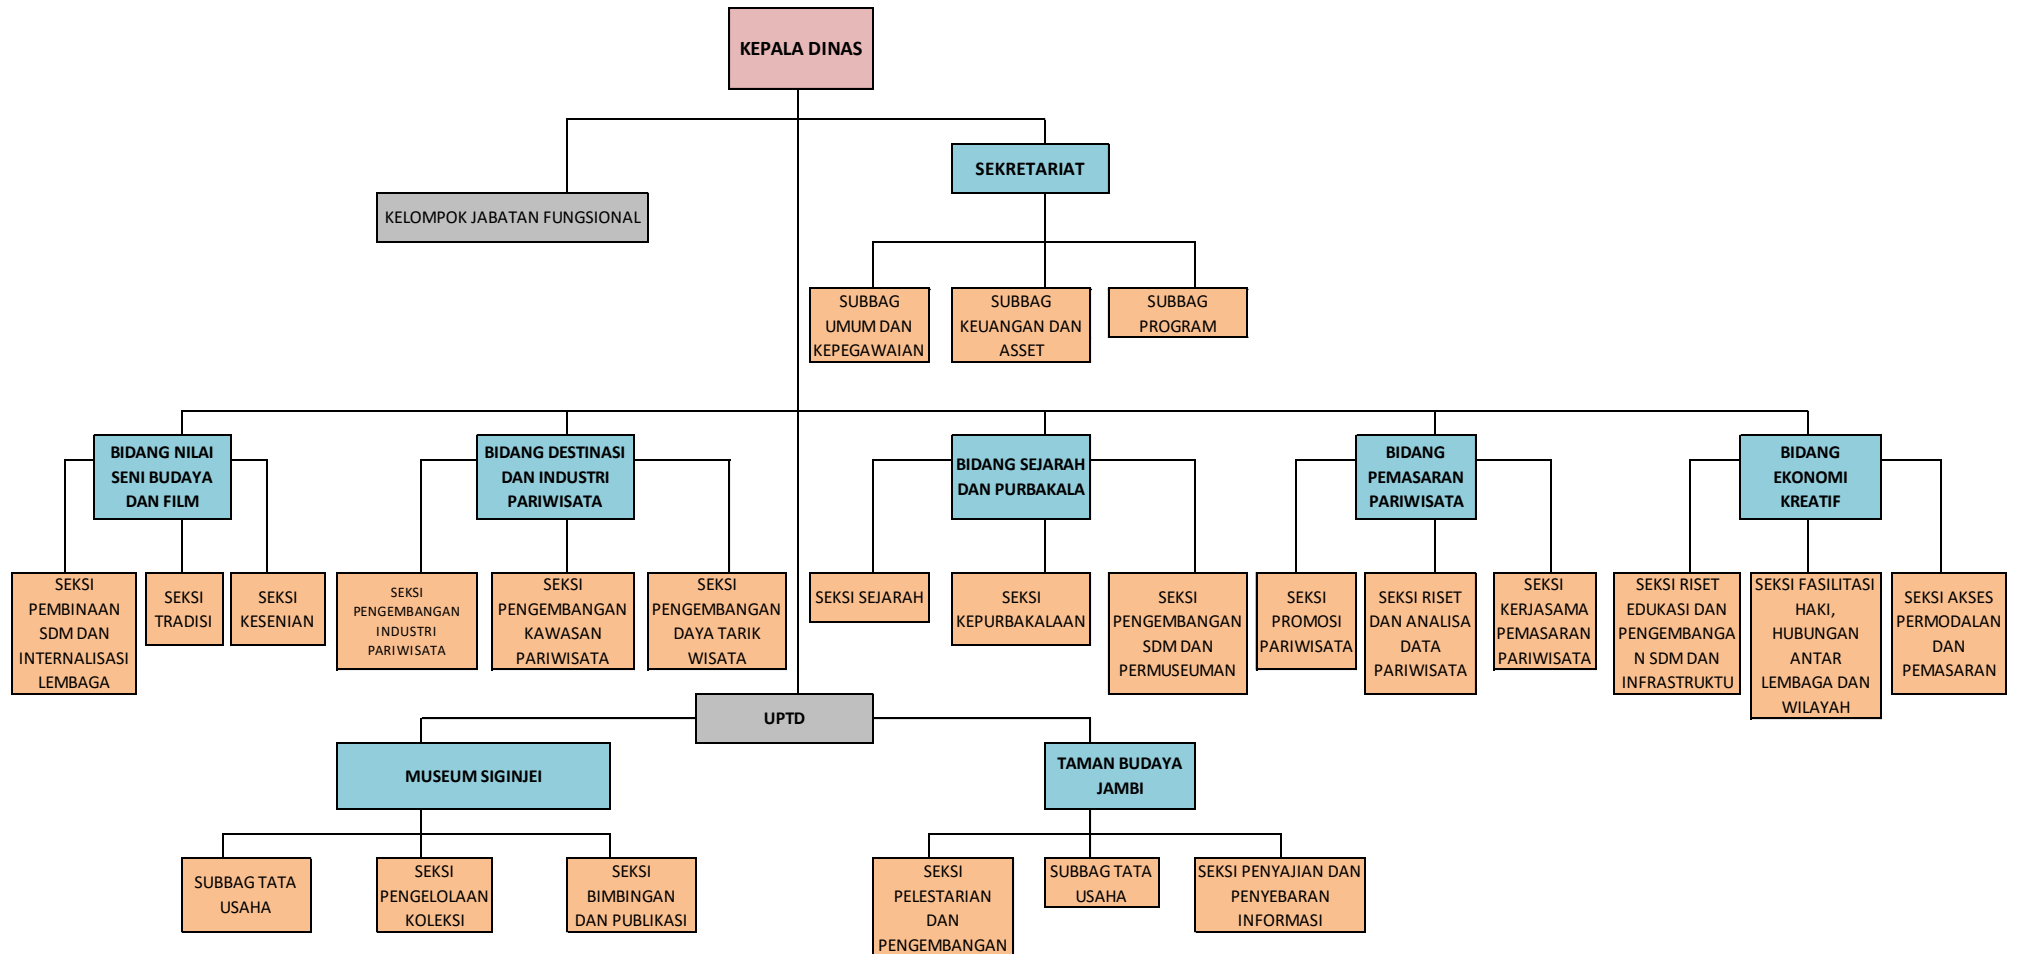 KEPALA DINAS
SEKRETARIAT
KELOMPOK JABATAN FUNGSIONAL
SUBBAG
UMUM DAN
KEPEGAWAIAN
SUBBAG
KEUANGAN DAN
ASSET
SUBBAG
PROGRAM
BIDANG NILAI
SENI BUDAYA
DAN FILM
BIDANG DESTINASI
DAN INDUSTRI
PARIWISATA
BIDANG SEJARAH
DAN PURBAKALA
BIDANG
PEMASARAN
PARIWISATA
BIDANG
EKONOMI
KREATIF
SEKSI
PEMBINAAN
SDM DAN
INTERNALISASI
LEMBAGA
SEKSI
TRADISI
SEKSI
KESENIAN
SEKSI
PENGEMBANGAN
INDUSTRI
PARIWISATA
SEKSI
PENGEMBANGAN
KAWASAN
PARIWISATA
SEKSI
PENGEMBANGAN
DAYA TARIK
WISATA
SEKSI SEJARAH
SEKSI
KEPURBAKALAAN
SEKSI
PENGEMBANGAN
SDM DAN
PERMUSEUMAN
SEKSI
PROMOSI
PARIWISATA
SEKSI RISET
DAN ANALISA
DATA
PARIWISATA
SEKSI
KERJASAMA
PEMASARAN
PARIWISATA
SEKSI RISET
EDUKASI DAN
PENGEMBANGA
N SDM DAN
INFRASTRUKTU
SEKSI FASILITASI
HAKI,
HUBUNGAN
ANTAR
LEMBAGA DAN
WILAYAH
SEKSI AKSES
PERMODALAN
DAN
PEMASARAN
UPTD
MUSEUM SIGINJEI
TAMAN BUDAYA
JAMBI
SUBBAG TATA
USAHA
SEKSI
PENGELOLAAN
KOLEKSI
SEKSI
BIMBINGAN
DAN PUBLIKASI
SEKSI
PELESTARIAN
DAN
PENGEMBANGAN
SUBBAG TATA
USAHA
SEKSI PENYAJIAN DAN
PENYEBARAN
INFORMASI